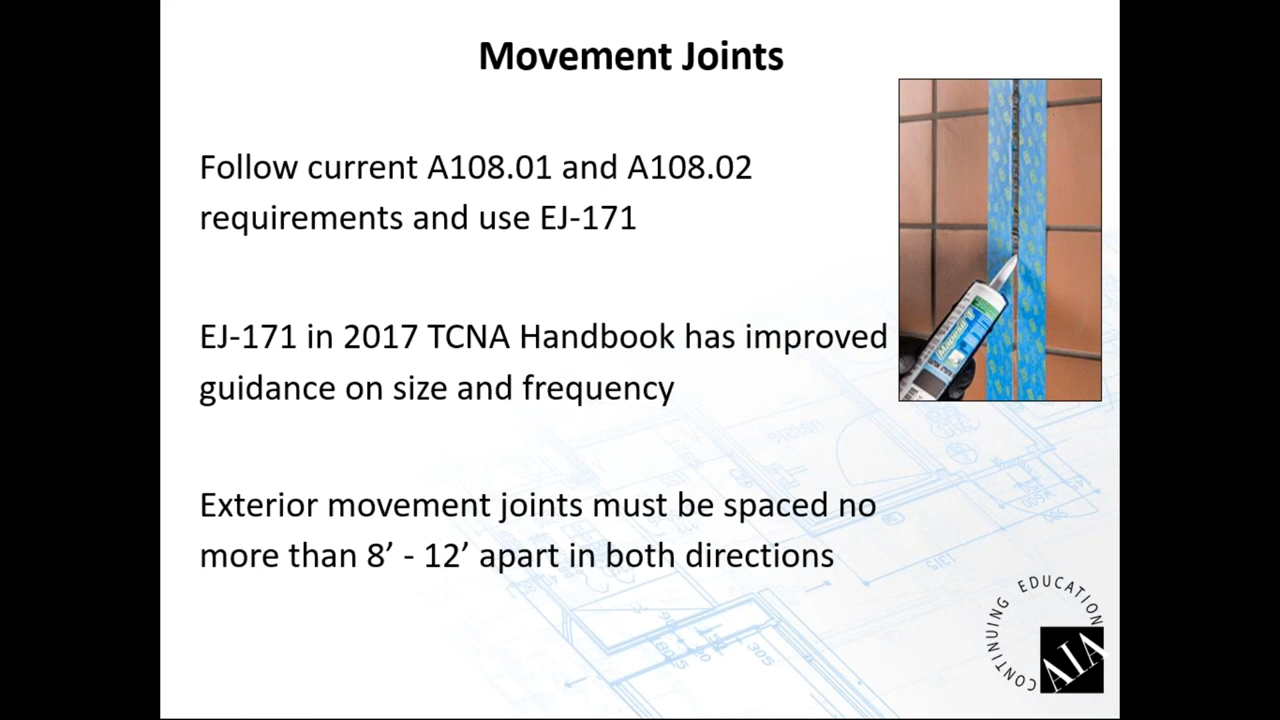 Movement Joints
Follow current A108.01 and A108.02
requirements and use EJ-171
EJ-171 in 2017 TCNA Handbook has improved
guidance on size and frequency
Exterior movement joints must be spaced no
more than 8’ - 12’ apart in both directions
CONTINUING EDUCATION
AIA
1315
305